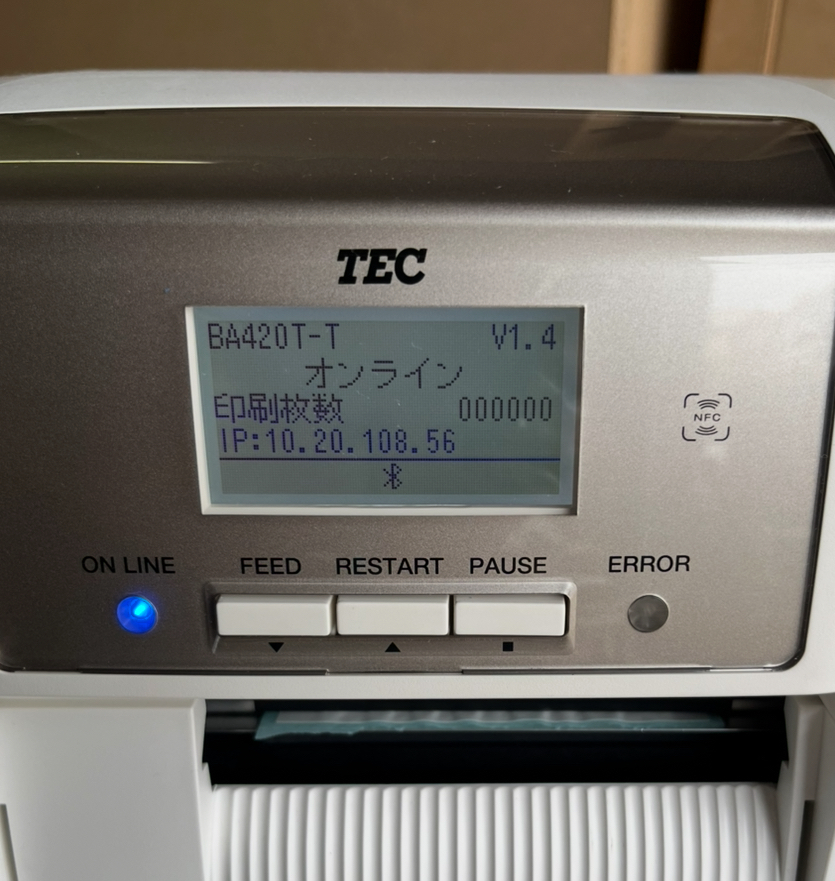 TEC
BA420T-T V1.4
オンライン
印刷枚数 000000
IP:10.20.108.56
NFC
ON LINE FEED RESTART PAUSE ERROR